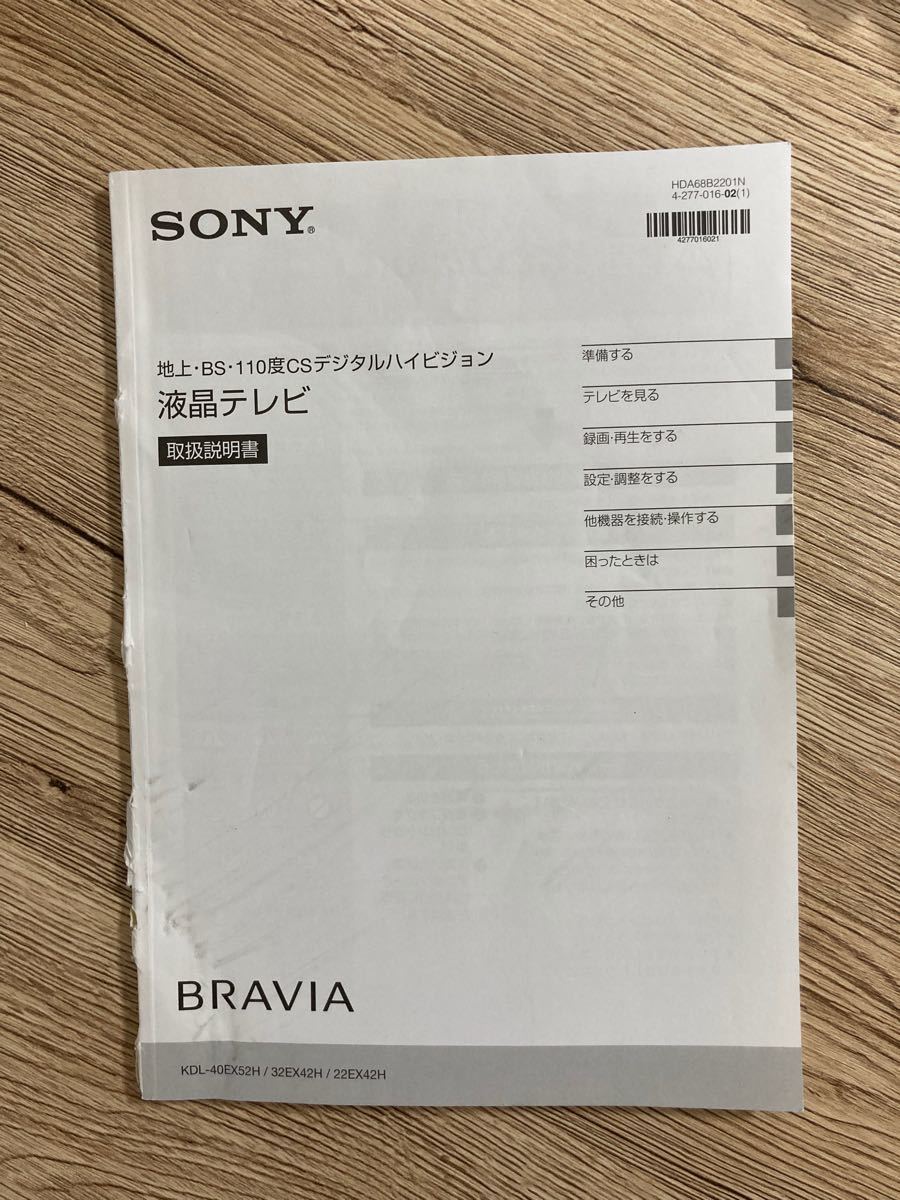 SONY®
HDA68B2201N
4-277-016-02(1)
4277016021
地上・BS・110度CSデジタルハイビジョン
液晶テレビ
取扱説明書
準備する
テレビを見る
録画・再生をする
設定・調整をする
他機器を接続・操作する
困ったときは
その他
BRAVIA
KDL-40EX52H / 32EX42H / 22EX42H